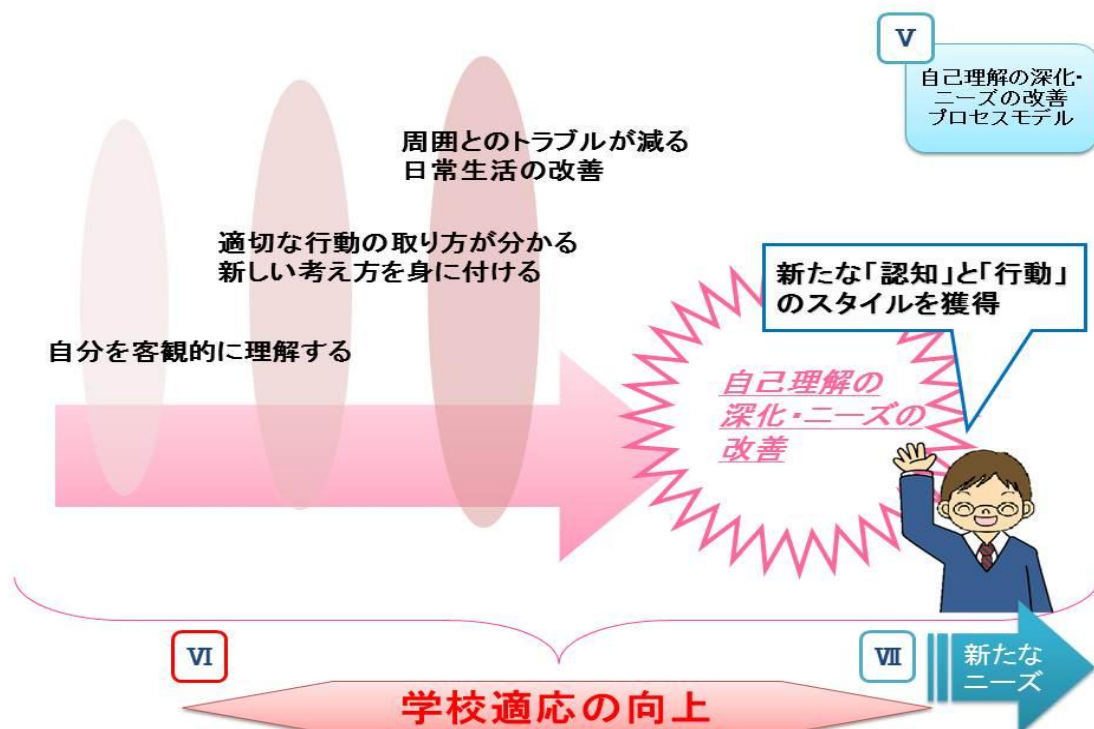 Ⅴ
自己理解の深化・
ニーズの改善
プロセスモデル
周囲とのトラブルが減る
日常生活の改善
適切な行動の取り方が分かる
新しい考え方を身に付ける
自分を客観的に理解する
新たな「認知」と「行動」
のスタイルを獲得
自己理解の
深化・ニーズの
改善
Ⅵ
学校適応の向上
Ⅶ
新たな
ニーズ